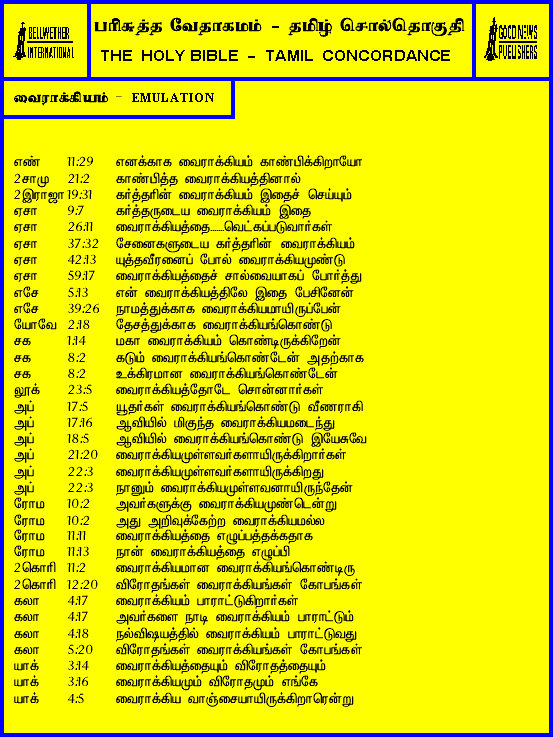 BELLWETHER INTERNATIONAL
பரிசுத்த வேதாகமம் - தமிழ் சொல்தொகுதி
THE HOLY BIBLE - TAMIL CONCORDANCE
GOOD NEWS PUBLISHERS
வைராக்கியம் - EMULATION
எண் 11:29 எனக்காக வைராக்கியம் காண்பிக்கிறாயோ
2சாமு 21:2 காண்பித்த வைராக்கியத்தினால்
2இராஜா 19:31 கர்த்தரின் வைராக்கியம் இதைச் செய்யும்
ஏசா 9:7 கர்த்தருடைய வைராக்கியம் இதை
ஏசா 26:11 வைராக்கியத்தை.......வெட்கப்படுவார்கள்
ஏசா 37:32 சேனைகளுடைய கர்த்தரின் வைராக்கியம்
ஏசா 42:13 யுத்தவீரனைப் போல் வைராக்கியமுண்டு
ஏசா 59:17 வைராக்கியத்தைச் சால்வையாகப் போர்த்து
எசே 5:13 என் வைராக்கியத்திலே இதை பேசினேன்
எசே 39:26 நாமத்துக்காக வைராக்கியமாயிருப்பேன்
யோவே 2:18 தேசத்துக்காக வைராக்கியங்கொண்டு
சக 1:14 மகா வைராக்கியம் கொண்டிருக்கிறேன்
சக 8:2 கடும் வைராக்கியங்கொண்டேன் அதற்காக
சக 8:2 உக்கிரமான வைராக்கியங்கொண்டேன்
லூக் 23:5 வைராக்கியத்தோடே சொன்னார்கள்
அப் 17:5 யூதர்கள் வைராக்கியங்கொண்டு வீணராகி
அப் 17:16 ஆவியில் மிகுந்த வைராக்கியமடைந்து
அப் 18:5 ஆவியில் வைராக்கியங்கொண்டு இயேசுவே
அப் 21:20 வைராக்கியமுள்ளவர்களாயிருக்கிறார்கள்
அப் 22:3 வைராக்கியமுள்ளவர்களாயிருக்கிறது
அப் 22:3 நானும் வைராக்கியமுள்ளவனாயிருந்தேன்
ரோம 10:2 அவர்களுக்கு வைராக்கியமுண்டென்று
ரோம 10:2 அது அறிவுக்கேற்ற வைராக்கியமல்ல
ரோம 11:11 வைராக்கியத்தை எழுப்பத்தக்கதாக
ரோம 11:13 நான் வைராக்கியத்தை எழுப்பி
2கொரி 11:2 வைராக்கியமான வைராக்கியங்கொண்டிரு
2கொரி 12:20 விரோதங்கள் வைராக்கியங்கள் கோபங்கள்
கலா 4:17 வைராக்கியம் பாராட்டுகிறார்கள்
கலா 4:17 அவர்களை நாடி வைராக்கியம் பாராட்டும்
கலா 4:18 நல்விஷயத்தில் வைராக்கியம் பாராட்டுவது
கலா 5:20 விரோதங்கள் வைராக்கியங்கள் கோபங்கள்
யாக் 3:14 வைராக்கியத்தையும் விரோதத்தையும்
யாக் 3:16 வைராக்கியமும் விரோதமும் எங்கே
யாக் 4:5 வைராக்கிய வாஞ்சையாயிருக்கிறாரென்று